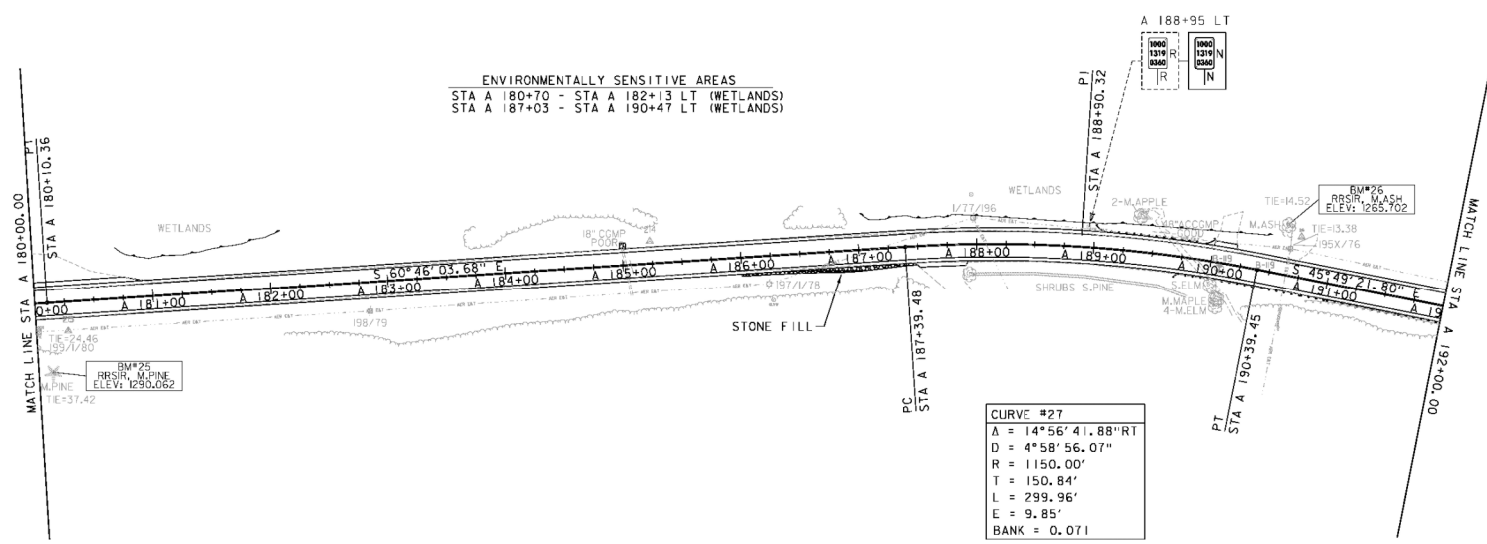 A 188+95 LT
1000
1319
0360
R
R
1000
1319
0360
N
N
ENVIRONMENTALLY SENSITIVE AREAS
STA A 180+70 - STA A 182+13 LT (WETLANDS)
STA A 187+03 - STA A 190+47 LT (WETLANDS)
PI
STA A 180+10.36
PI
STA A 188+90.32
MATCH LINE STA A 180+00.00
MATCH LINE STA A 192+00.00
WETLANDS
WETLANDS
1/77/196
2-M.APPLE
TIE=14.52
M.ASH
BM#26
RRSIR, M.ASH
ELEV: 1265.702
TIE=13.38
195X/76
18" CGMP
POOR
S 60°46'03.68" E
S 45°49'21.80" E
0+00
A 181+00
A 182+00
A 183+00
A 184+00
A 185+00
A 186+00
A 187+00
A 188+00
A 189+00
A 190+00
A 191+00
A 19
AER E&T
197/1/78
198/79
SHRUBS S.PINE
S.ELM
M.MAPLE
4-M.ELM
STONE FILL
TIE=24.46
199/1/80
BM#25
RRSIR, M.PINE
ELEV: 1290.062
M.PINE
TIE=37.42
PC
STA A 187+39.48
PT
STA A 190+39.45
CURVE #27
Δ = 14°56'41.88"RT
D = 4°58'56.07"
R = 1150.00'
T = 150.84'
L = 299.96'
E = 9.85'
BANK = 0.071